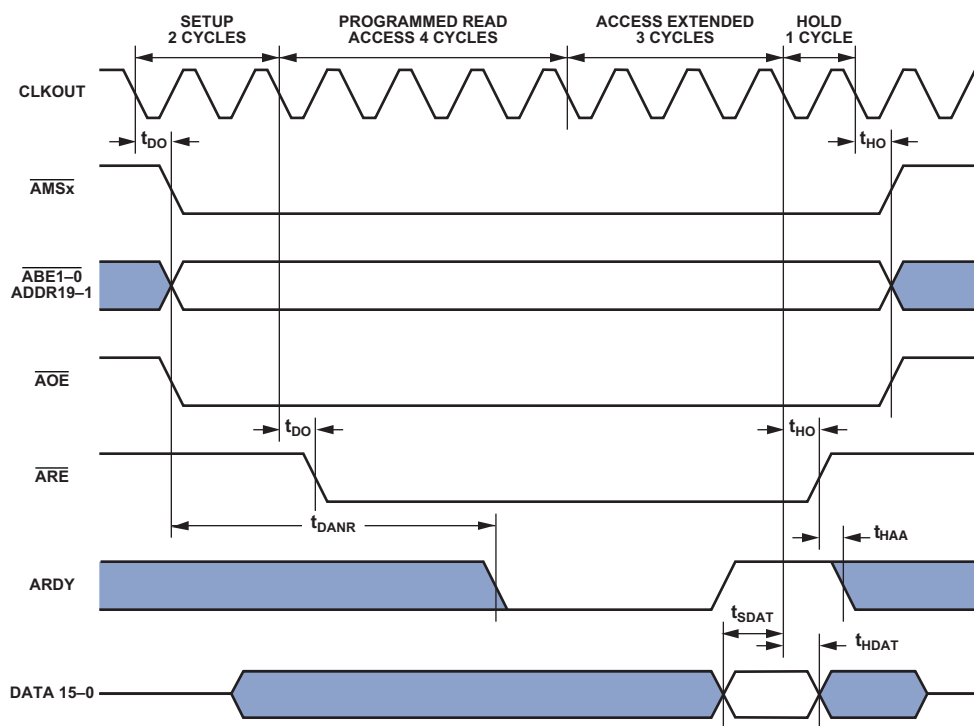 SETUP
2 CYCLES
PROGRAMMED READ
ACCESS 4 CYCLES
ACCESS EXTENDED
3 CYCLES
HOLD
1 CYCLE
CLKOUT
tDO
tHO
AMSx
ABE1–0
ADDR19–1
AOE
tDO
tHO
ARE
tDANR
tHAA
ARDY
tSDAT
tHDAT
DATA 15–0